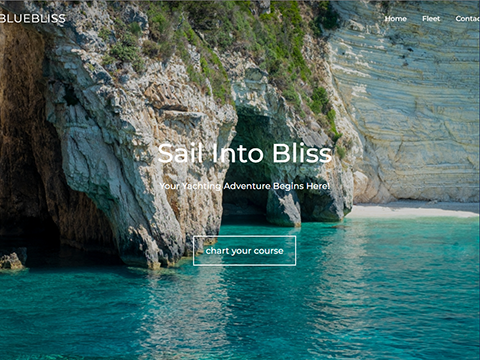 BLUEBLISS
Home Fleet Contac
Sail Into Bliss
Your Yachting Adventure Begins Here!
chart your course